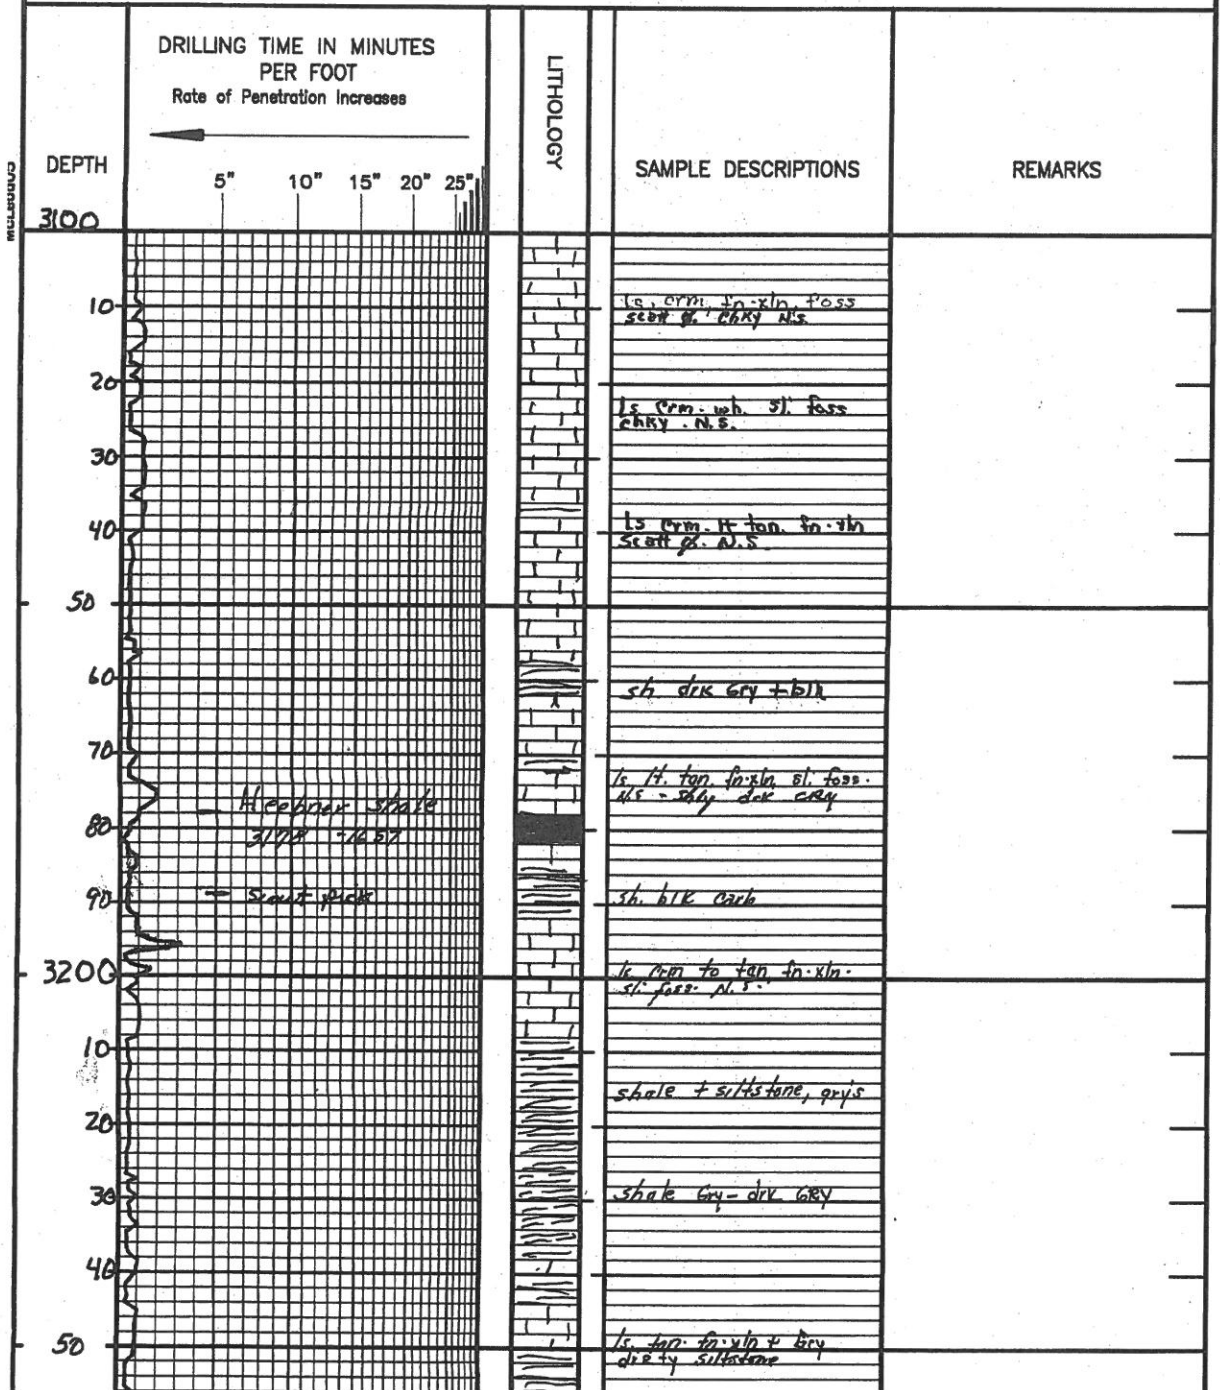 DRILLING TIME IN MINUTES
PER FOOT
Rate of Penetration Increases
LITHOLOGY
DEPTH
SAMPLE DESCRIPTIONS
REMARKS
5" 10" 15" 20" 25"
3100
10
ls, crm, fn-xln, foss
scatt ø. chky N.S.
20
ls crm-wh. sl. foss
chky. N.S.
30
40
ls crm. lt tan. fn-xln
scatt ø. N.S.
50
60
sh. drk Gry + blk
70
ls, lt. tan, fn-xln, sl. foss.
N.S - shly drk GRY
Heebner shale
80
3178 -1657
90
Scout pick
sh. blk carb
3200
ls crm to tan fn-xln.
sl. foss. N.S.
10
shale + siltstone, gry's
20
30
shale Gry - drk GRY
40
50
ls, tan fn-xln + Gry
dirty siltstone